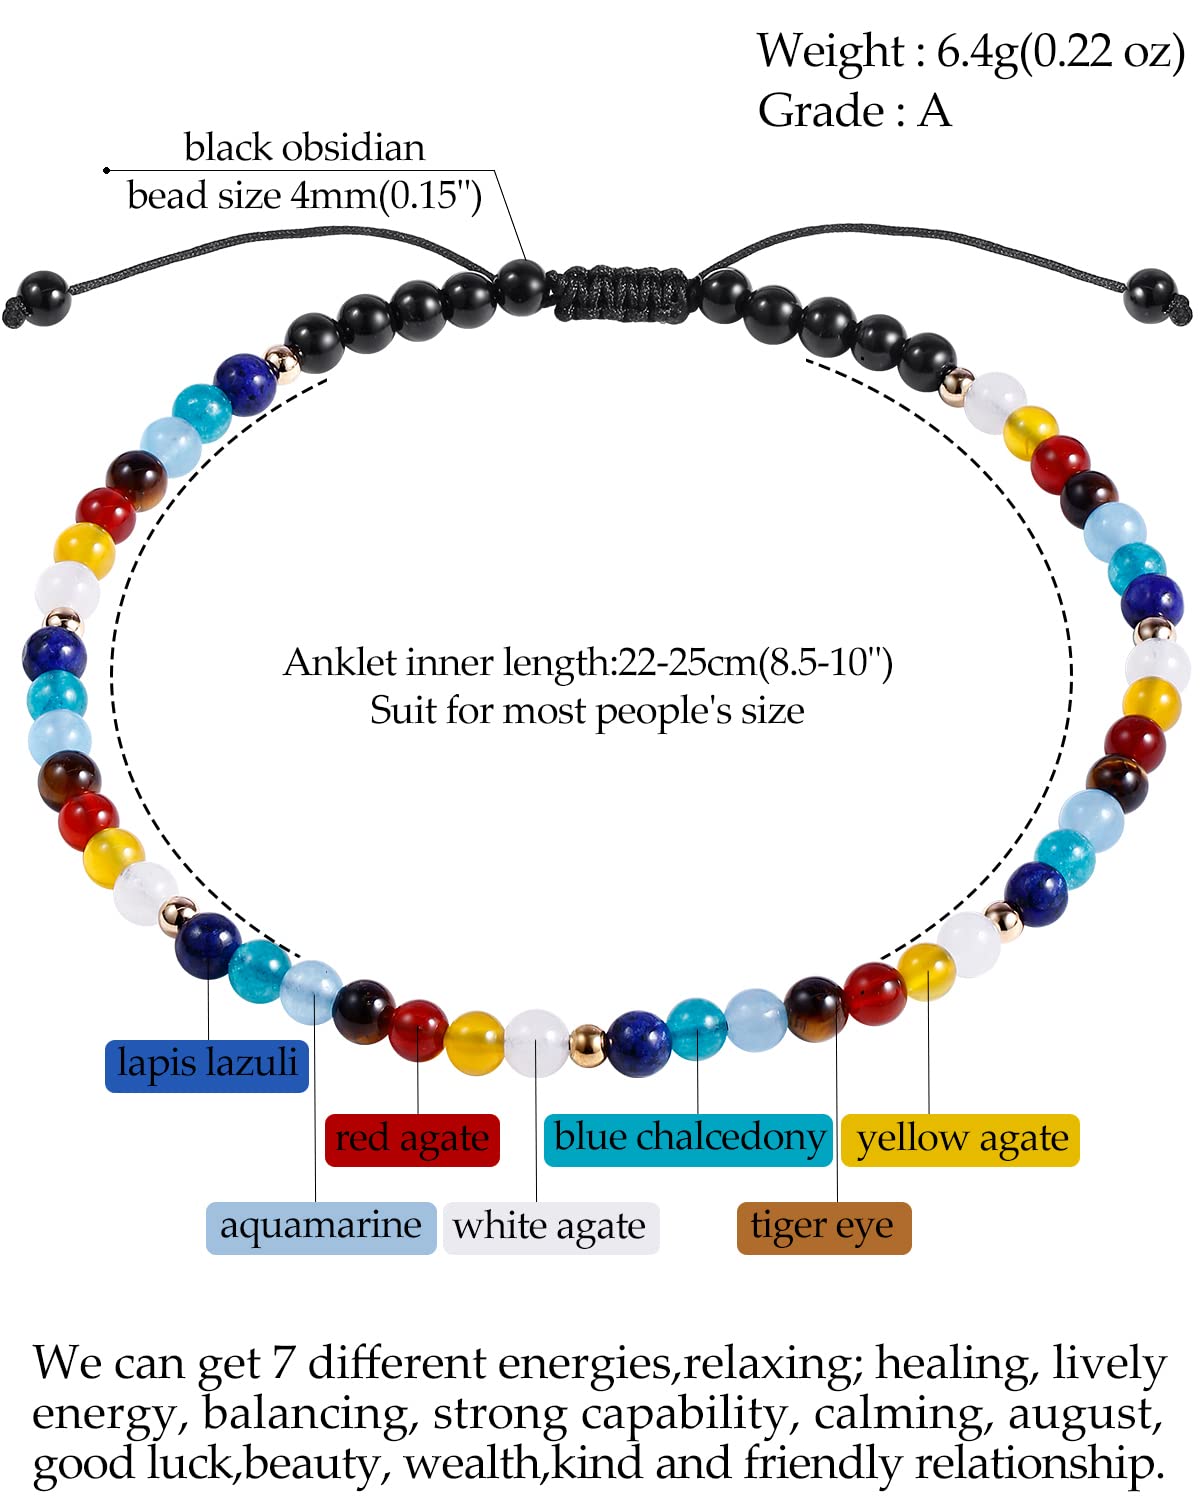 Weight : 6.4g(0.22 oz)
Grade : A
black obsidian
bead size 4mm(0.15")
Anklet inner length:22-25cm(8.5-10")
Suit for most people's size
lapis lazuli
red agate
blue chalcedony
yellow agate
aquamarine
white agate
tiger eye
We can get 7 different energies,relaxing; healing, lively
energy, balancing, strong capability, calming, august,
good luck,beauty, wealth,kind and friendly relationship.